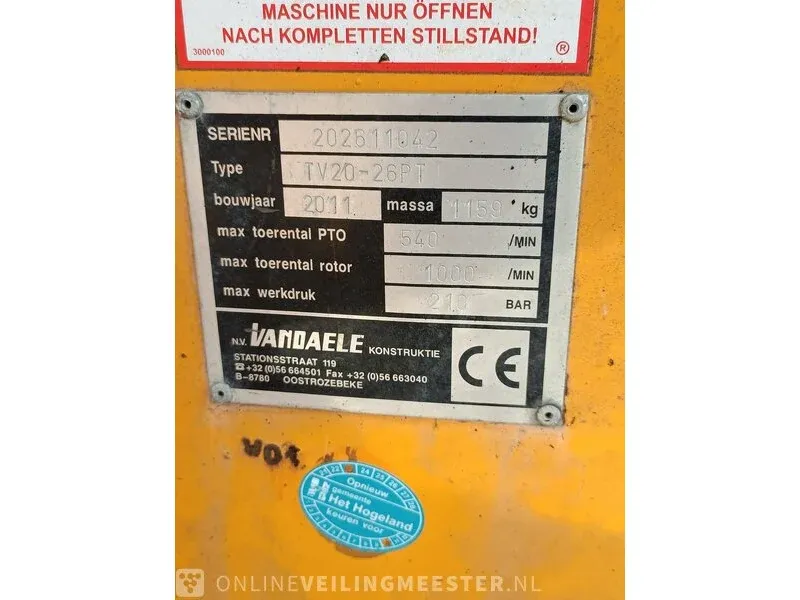 MASCHINE NUR ÖFFNEN
NACH KOMPLETTEN STILLSTAND!
3000100 ®
SERIENR 202611042
Type TV20-26PT
bouwjaar 2011 massa 1159 kg
max toerental PTO 540 /MIN
max toerental rotor 1000 /MIN
max werkdruk 210 BAR
N.V. VANDAELE KONSTRUKTIE
STATIONSSTRAAT 119
☎+32 (0)56 664501 Fax +32 (0)56 663040
B-8780 OOSTROZEBEKE
CE
Opnieuw
gemeente
Het Hogeland
keuren voor
ONLINEVEILINGMEESTER.NL